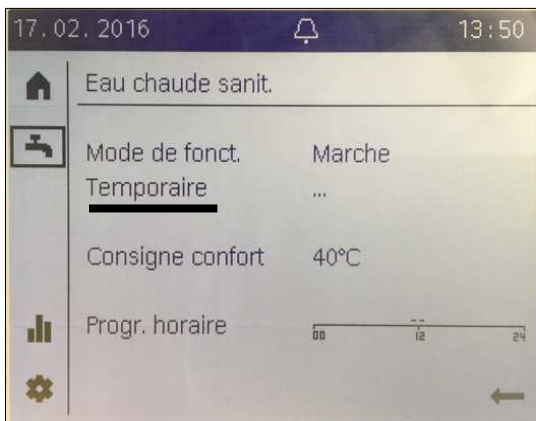 17.02.2016 13:50
Eau chaude sanit.
Mode de fonct. Marche
Temporaire ...
Consigne confort 40°C
Progr. horaire -- 00 12 24